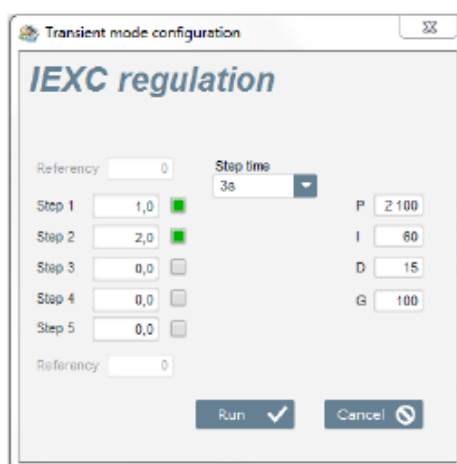 Transient mode configuration
IEXC regulation
Referency 0 Step time
3s
Step 1 1,0 P 2 100
Step 2 2,0 I 60
Step 3 0,0 D 15
Step 4 0,0 G 100
Step 5 0,0
Referency 0
Run Cancel